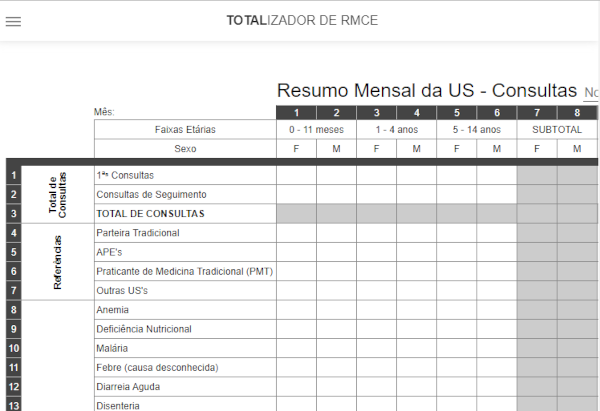 TOTALIZADOR DE RMCE
Resumo Mensal da US - Consultas No
Mês: 1 2 3 4 5 6 7 8
Faixas Etárias 0 - 11 meses 1 - 4 anos 5 - 14 anos SUBTOTAL
Sexo F M F M F M F M
Total de Consultas
1 1ªs Consultas
2 Consultas de Seguimento
3 TOTAL DE CONSULTAS
Referências
4 Parteira Tradicional
5 APE's
6 Praticante de Medicina Tradicional (PMT)
7 Outras US's
8 Anemia
9 Deficiência Nutricional
10 Malária
11 Febre (causa desconhecida)
12 Diarreia Aguda
13 Disenteria